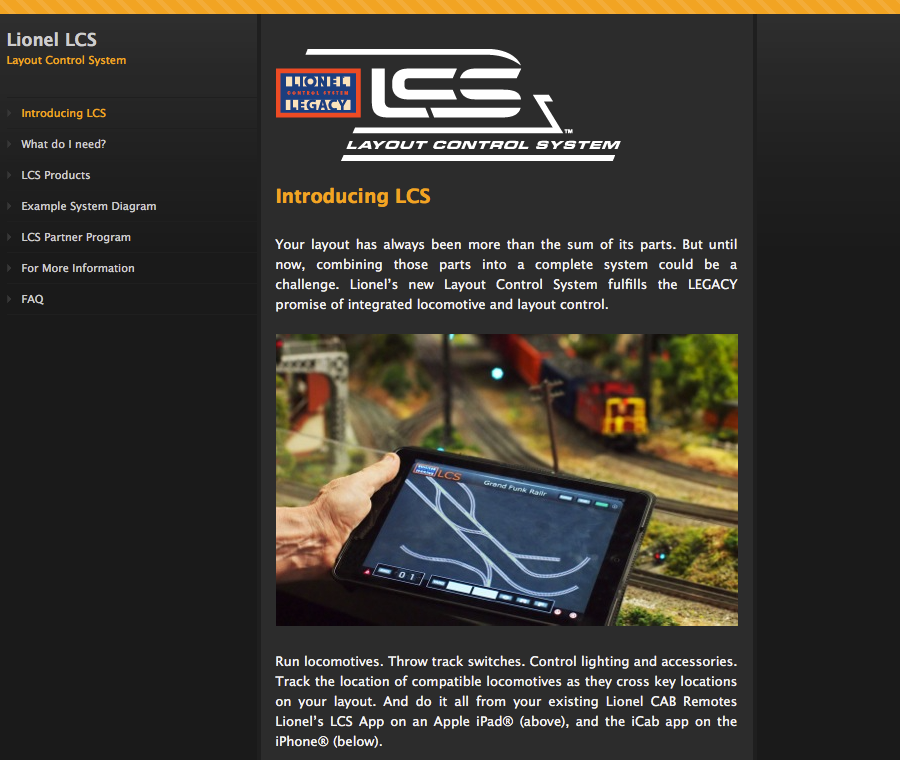 Lionel LCS
Layout Control System
Introducing LCS
What do I need?
LCS Products
Example System Diagram
LCS Partner Program
For More Information
FAQ
LIONEL
CONTROL SYSTEM
LEGACY
LCS
™
LAYOUT CONTROL SYSTEM
Introducing LCS
Your layout has always been more than the sum of its parts. But until
now, combining those parts into a complete system could be a
challenge. Lionel's new Layout Control System fulfills the LEGACY
promise of integrated locomotive and layout control.
LCS
Grand Funk Railr
01
Run locomotives. Throw track switches. Control lighting and accessories.
Track the location of compatible locomotives as they cross key locations
on your layout. And do it all from your existing Lionel CAB Remotes
Lionel's LCS App on an Apple iPad® (above), and the iCab app on the
iPhone® (below).